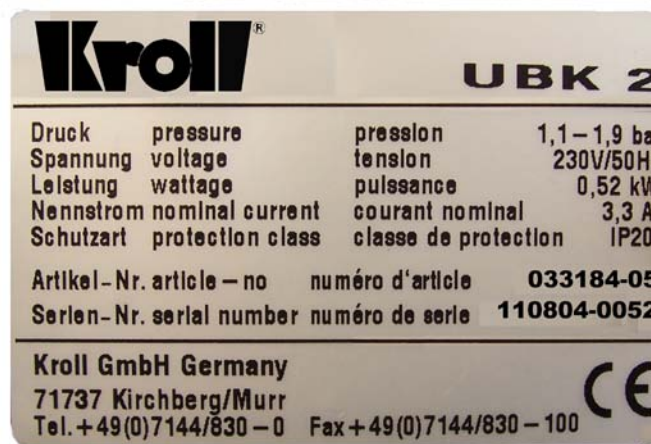 Kroll®
UBK 2
Druck pressure pression 1,1–1,9 ba
Spannung voltage tension 230V/50H
Leistung wattage puissance 0,52 kW
Nennstrom nominal current courant nominal 3,3 A
Schutzart protection class classe de protection IP20
Artikel-Nr. article – no numéro d'article 033184-05
Serien-Nr. serial number numéro de serie 110804-0052
Kroll GmbH Germany
71737 Kirchberg/Murr
Tel.+49(0)7144/830 – 0 Fax+49(0)7144/830 – 100
CE